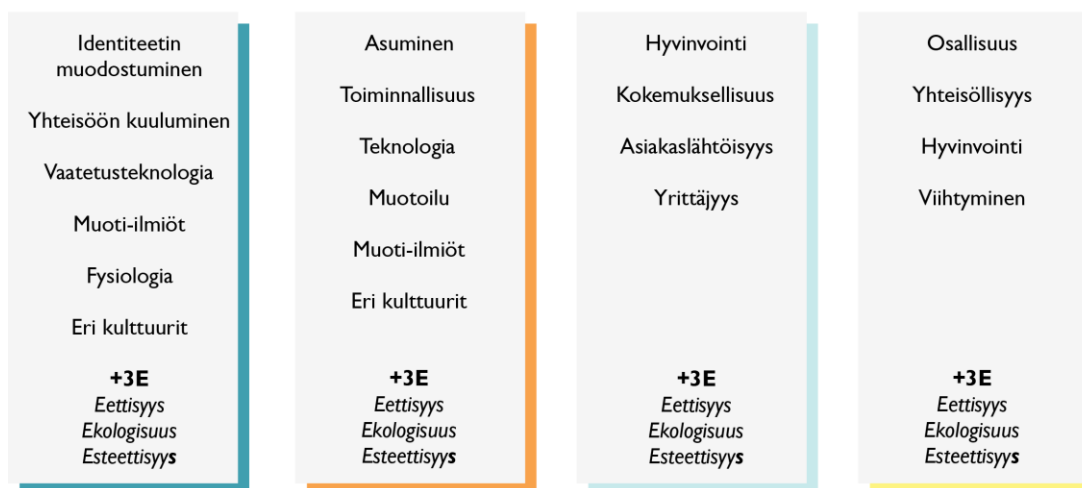 Identiteetin
muodostuminen
Yhteisöön kuuluminen
Vaatetusteknologia
Muoti-ilmiöt
Fysiologia
Eri kulttuurit
+3E
Eettisyys
Ekologisuus
Esteettisyys
Asuminen
Toiminnallisuus
Teknologia
Muotoilu
Muoti-ilmiöt
Eri kulttuurit
+3E
Eettisyys
Ekologisuus
Esteettisyys
Hyvinvointi
Kokemuksellisuus
Asiakaslähtöisyys
Yrittäjyys
+3E
Eettisyys
Ekologisuus
Esteettisyys
Osallisuus
Yhteisöllisyys
Hyvinvointi
Viihtyminen
+3E
Eettisyys
Ekologisuus
Esteettisyys